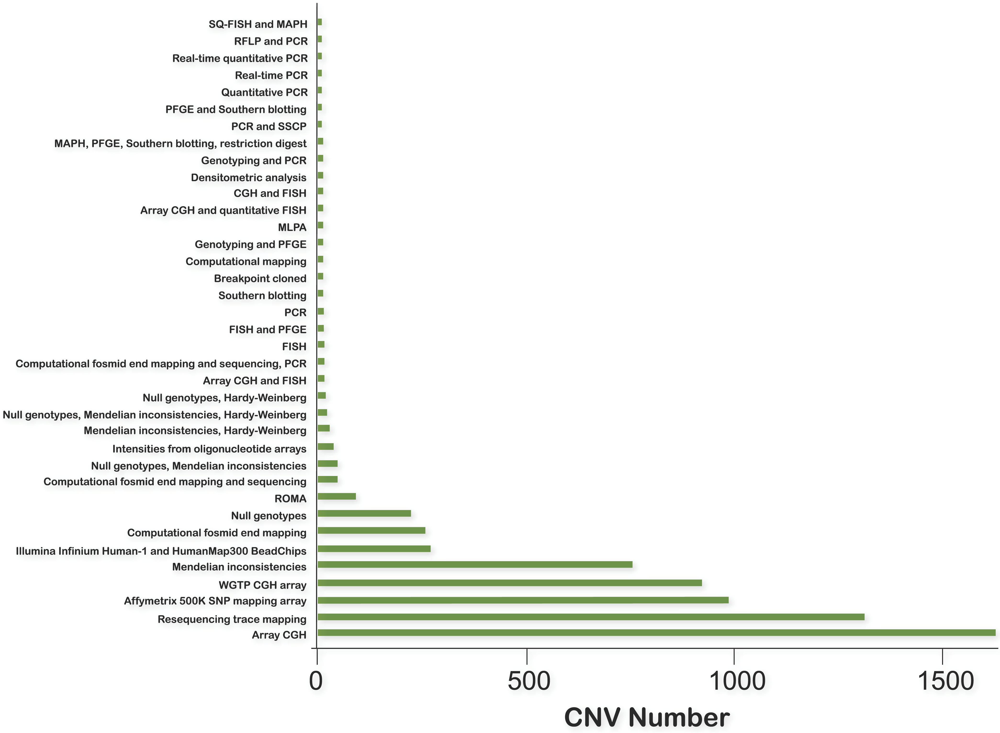 SQ-FISH and MAPH
RFLP and PCR
Real-time quantitative PCR
Real-time PCR
Quantitative PCR
PFGE and Southern blotting
PCR and SSCP
MAPH, PFGE, Southern blotting, restriction digest
Genotyping and PCR
Densitometric analysis
CGH and FISH
Array CGH and quantitative FISH
MLPA
Genotyping and PFGE
Computational mapping
Breakpoint cloned
Southern blotting
PCR
FISH and PFGE
FISH
Computational fosmid end mapping and sequencing, PCR
Array CGH and FISH
Null genotypes, Hardy-Weinberg
Null genotypes, Mendelian inconsistencies, Hardy-Weinberg
Mendelian inconsistencies, Hardy-Weinberg
Intensities from oligonucleotide arrays
Null genotypes, Mendelian inconsistencies
Computational fosmid end mapping and sequencing
ROMA
Null genotypes
Computational fosmid end mapping
Illumina Infinium Human-1 and HumanMap300 BeadChips
Mendelian inconsistencies
WGTP CGH array
Affymetrix 500K SNP mapping array
Resequencing trace mapping
Array CGH
0 500 1000 1500
CNV Number